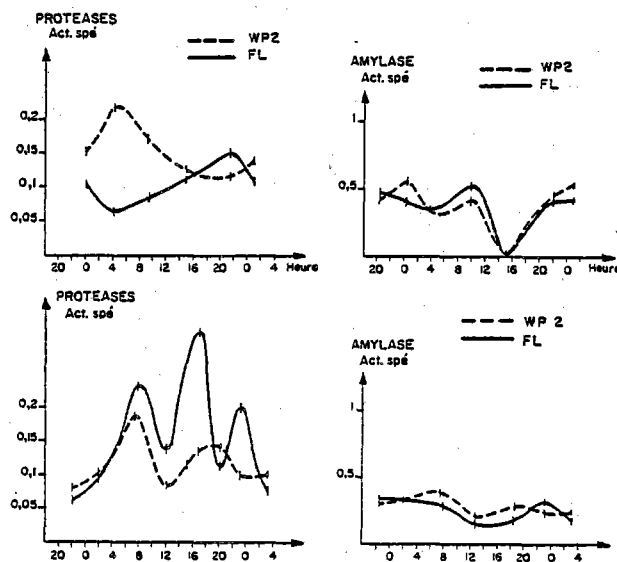 PROTEASES
Act. spé
WP2
FL
0,2
0,15
0,1
0,05
20 0 4 8 12 16 20 0 4 Heure
AMYLASE
Act. spé
WP2
FL
1
0,5
20 0 4 8 12 16 20 0 Heure
PROTEASES
Act. spé
0,2
0,15
0,1
0,05
20 0 4 8 12 16 20 0 4
WP 2
FL
AMYLASE
Act. spé
1
0,5
0 4 8 12 16 20 0 4